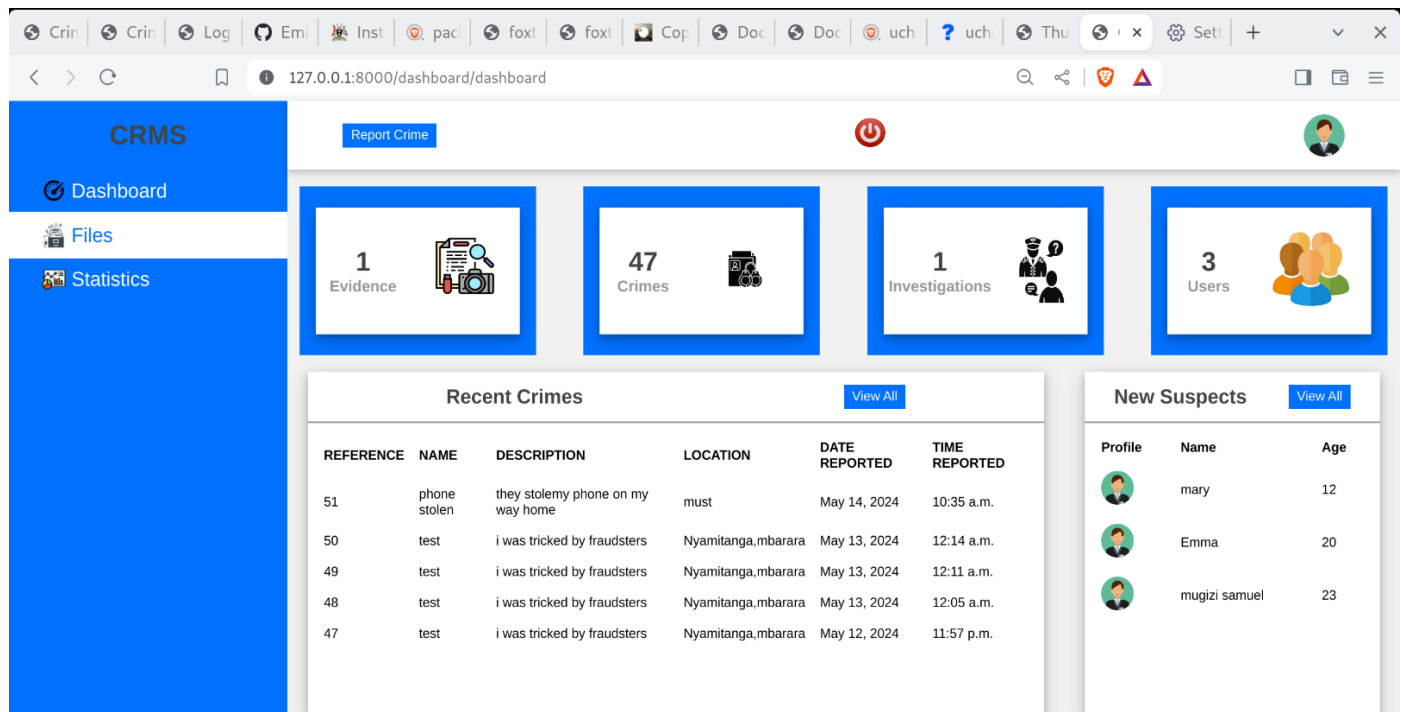 Crin Crin Log Emi Inst pacl foxt foxt Cop Doc Doc uch uch Thu Sett
127.0.0.1:8000/dashboard/dashboard
CRMS
Dashboard
Files
Statistics
Report Crime
1
Evidence
47
Crimes
1
Investigations
3
Users
Recent Crimes View All
REFERENCE NAME DESCRIPTION LOCATION DATE REPORTED TIME REPORTED
51 phone stolen they stolemy phone on my way home must May 14, 2024 10:35 a.m.
50 test i was tricked by fraudsters Nyamitanga,mbarara May 13, 2024 12:14 a.m.
49 test i was tricked by fraudsters Nyamitanga,mbarara May 13, 2024 12:11 a.m.
48 test i was tricked by fraudsters Nyamitanga,mbarara May 13, 2024 12:05 a.m.
47 test i was tricked by fraudsters Nyamitanga,mbarara May 12, 2024 11:57 p.m.
New Suspects View All
Profile Name Age
mary 12
Emma 20
mugizi samuel 23